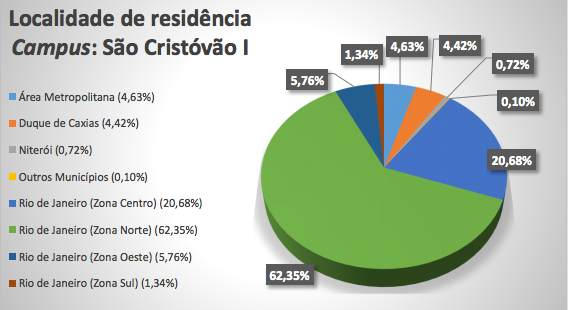 Localidade de residência
Campus: São Cristóvão I
Área Metropolitana (4,63%)
Duque de Caxias (4,42%)
Niterói (0,72%)
Outros Municípios (0,10%)
Rio de Janeiro (Zona Centro) (20,68%)
Rio de Janeiro (Zona Norte) (62,35%)
Rio de Janeiro (Zona Oeste) (5,76%)
Rio de Janeiro (Zona Sul) (1,34%)
4,63%
4,42%
1,34%
0,72%
5,76%
0,10%
20,68%
62,35%